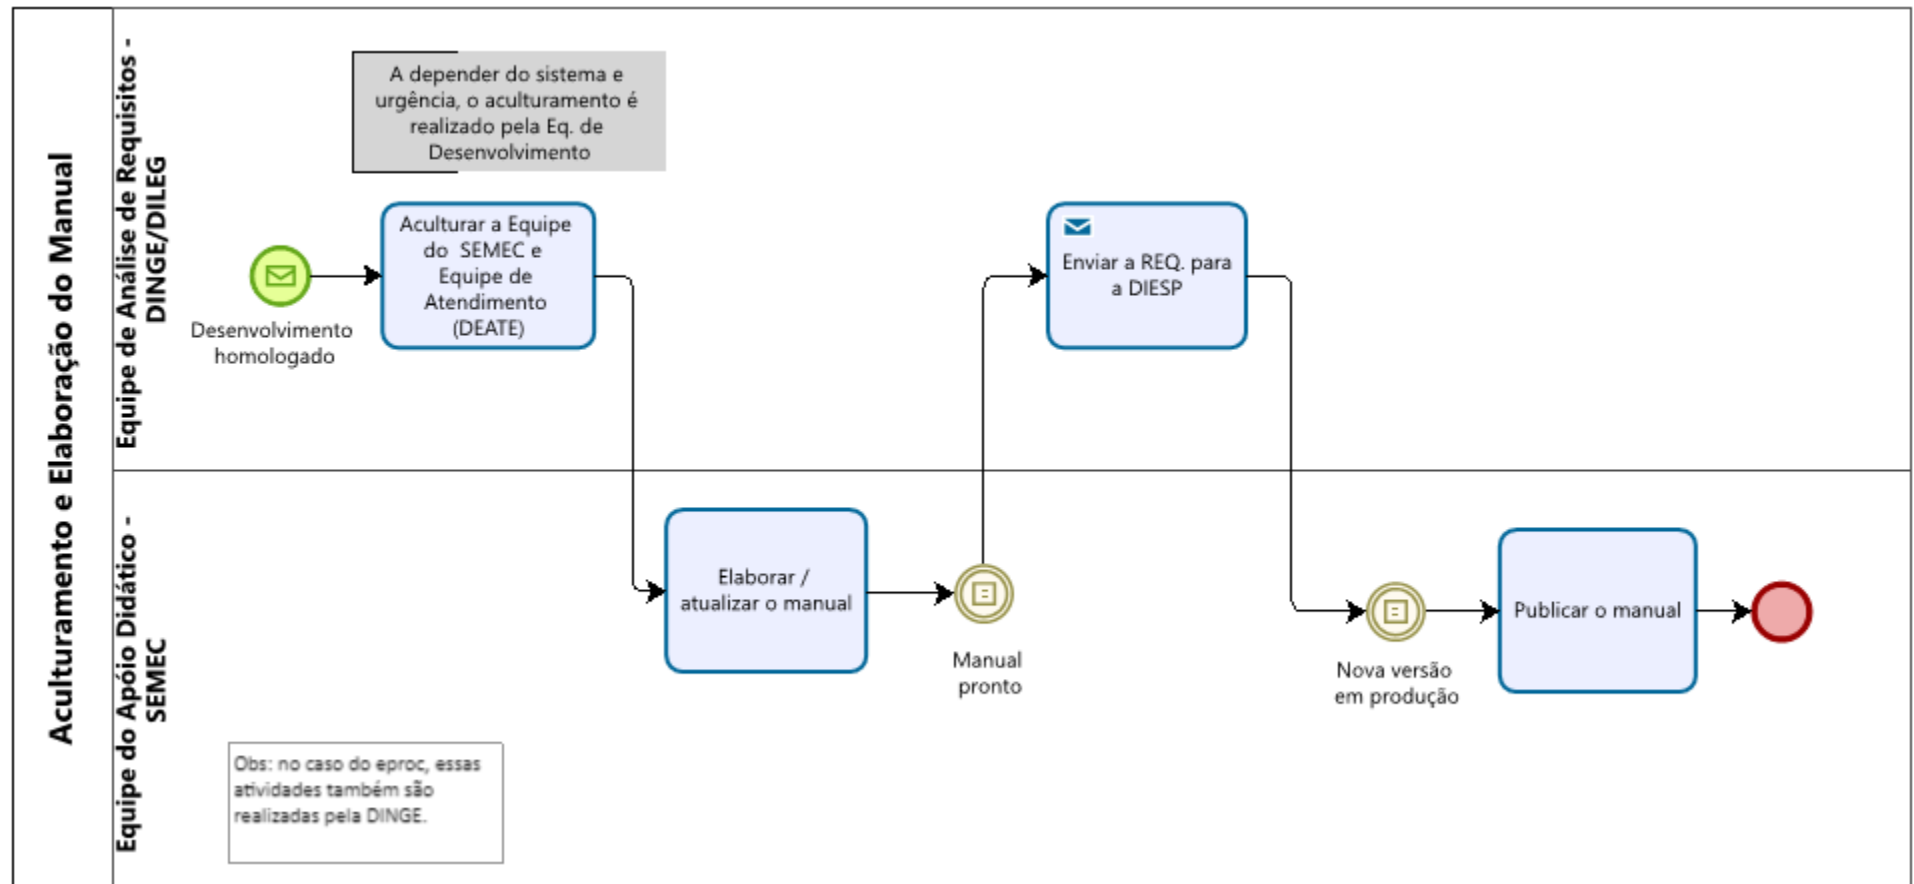 Aculturamento e Elaboração do Manual
Equipe de Análise de Requisitos -
DINGE/DILEG
A depender do sistema e
urgência, o aculturamento é
realizado pela Eq. de
Desenvolvimento
Desenvolvimento
homologado
Aculturar a Equipe
do SEMEC e
Equipe de
Atendimento
(DEATE)
Enviar a REQ. para
a DIESP
Equipe do Apóio Didático -
SEMEC
Elaborar /
atualizar o manual
Manual
pronto
Nova versão
em produção
Publicar o manual
Obs: no caso do eproc, essas
atividades também são
realizadas pela DINGE.